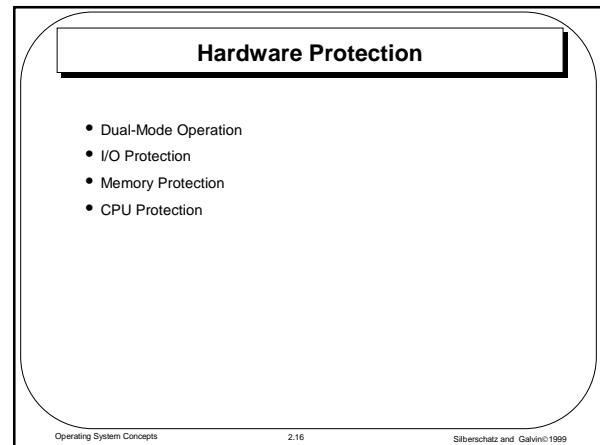 Hardware Protection
• Dual-Mode Operation
• I/O Protection
• Memory Protection
• CPU Protection
Operating System Concepts 2.16 Silberschatz and Galvin©1999